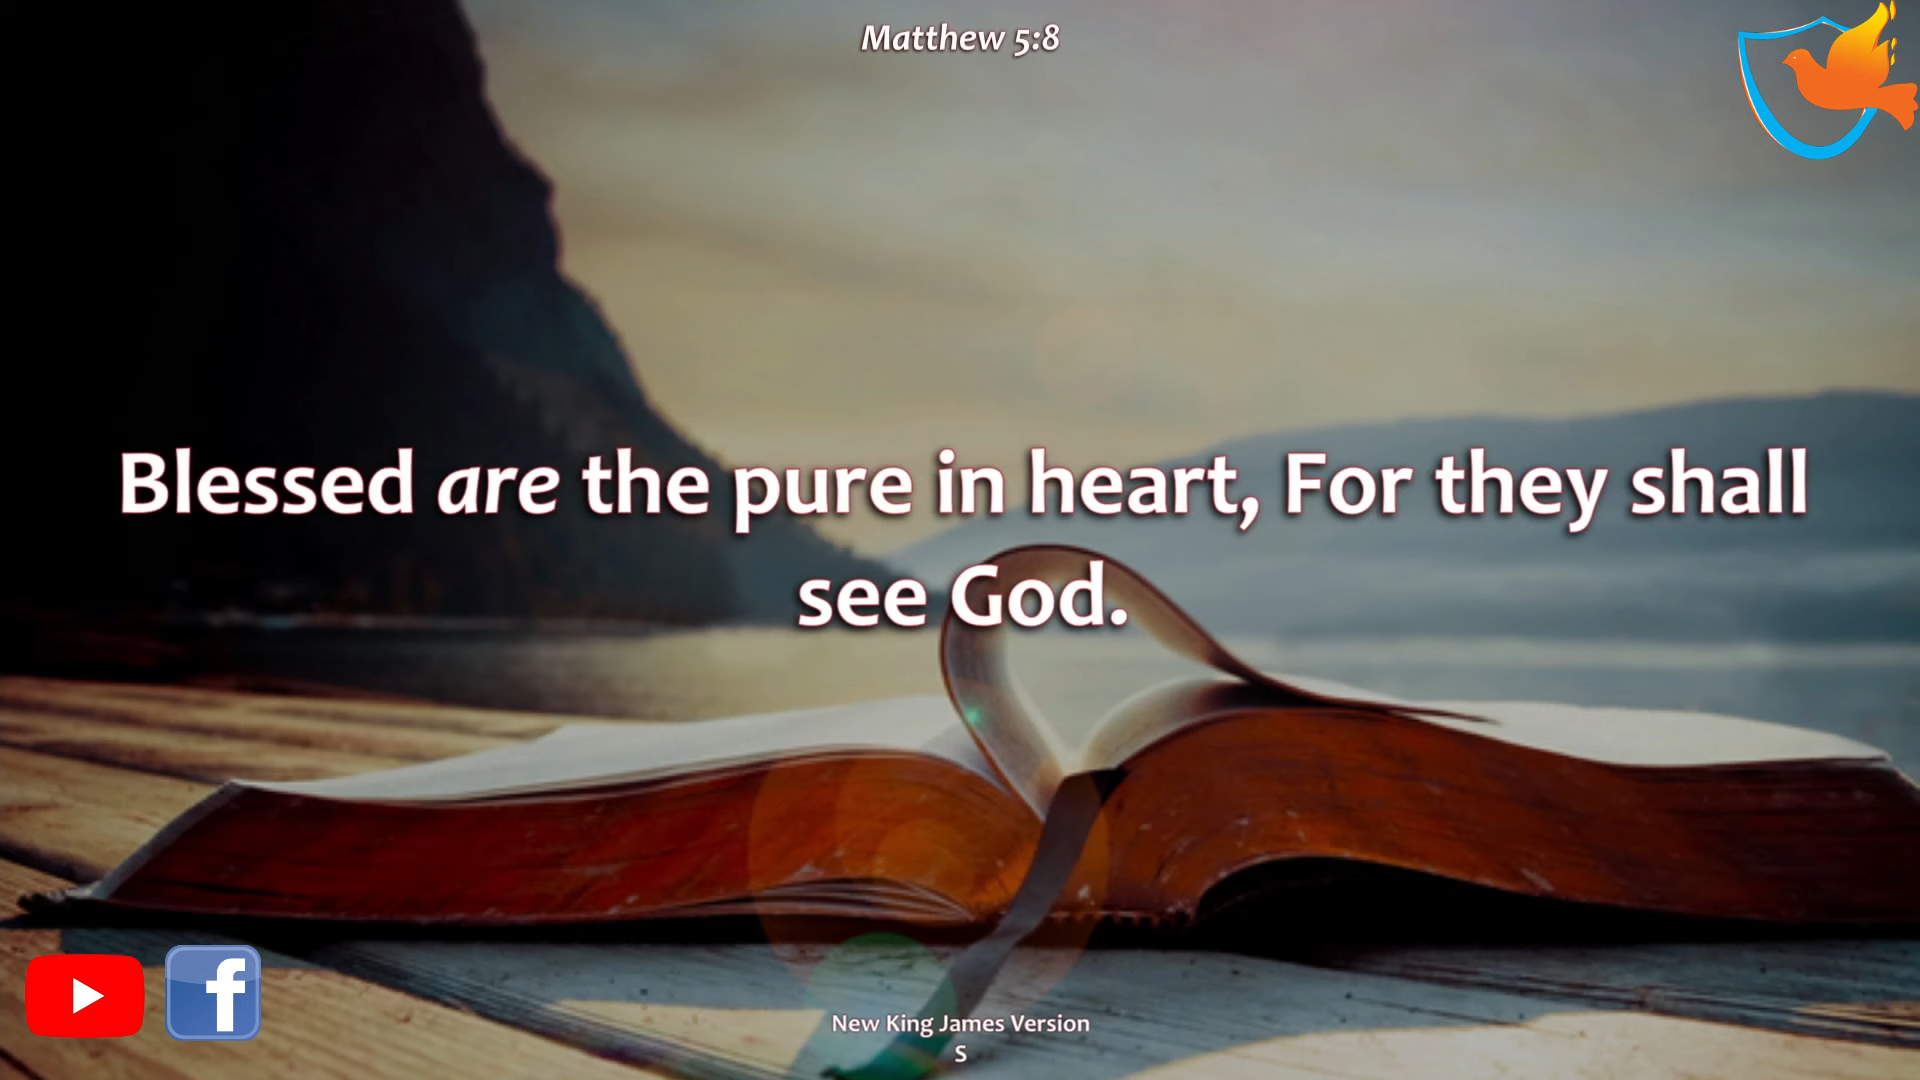 Matthew 5:8
Blessed are the pure in heart, For they shall
see God.
New King James Version
S